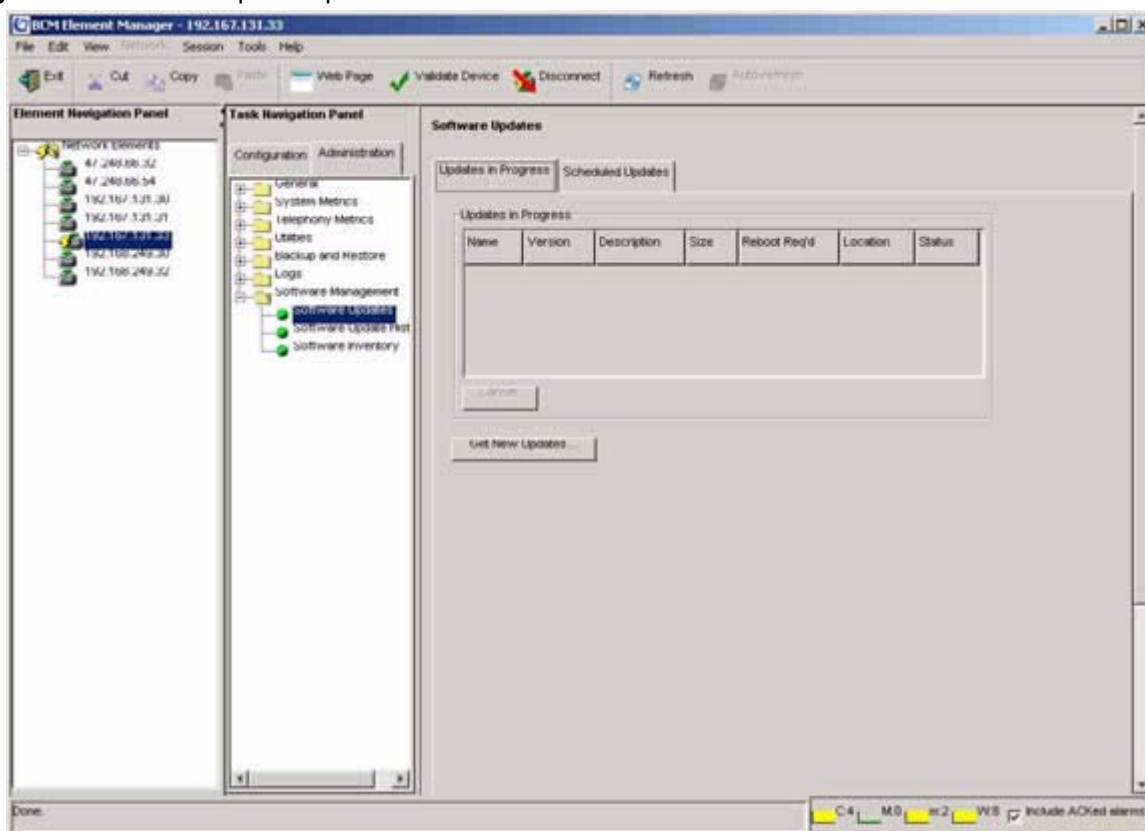 BCM Element Manager - 192.167.131.33
File Edit View Network Session Tools Help
Exit Cut Copy Paste Web Page Validate Device Disconnect Refresh Auto-refresh
Element Navigation Panel
Network Elements
47.248.66.32
47.248.66.54
192.167.131.30
192.167.131.31
192.167.131.33
192.168.249.30
192.168.249.32
Task Navigation Panel
Configuration Administration
General
System Metrics
Telephony Metrics
Utilities
Backup and Restore
Logs
Software Management
Software Updates
Software Update Hist
Software Inventory
Software Updates
Updates in Progress Scheduled Updates
Updates in Progress
Name Version Description Size Reboot Req'd Location Status
Cancel
Get New Updates...
Done.
C:4 M:0 m:2 W:8 Include ACKed alarms